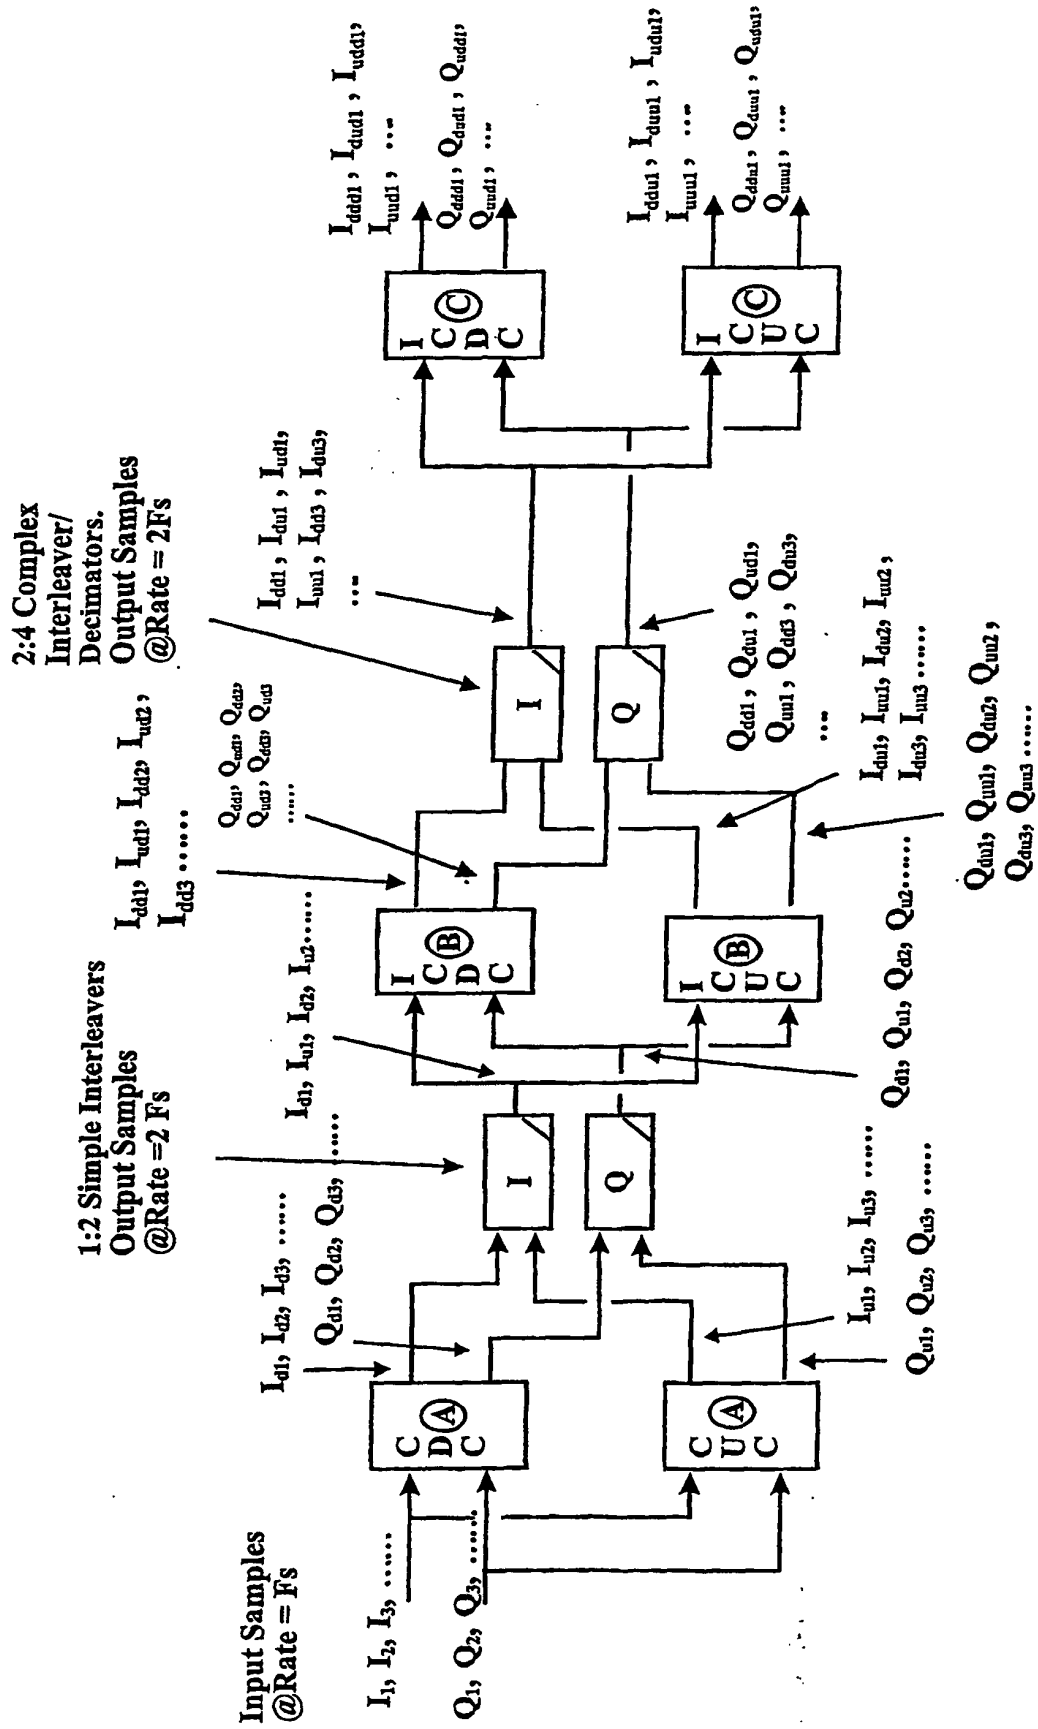 Input Samples
@Rate = Fs
I1, I2, I3, ......
Q1, Q2, Q3, ......
C
D
C
A
C
U
C
A
Id1, Id2, Id3, ......
Qd1, Qd2, Qd3, ......
Iu1, Iu2, Iu3, ......
Qu1, Qu2, Qu3, ......
1:2 Simple Interleavers
Output Samples
@Rate =2 Fs
I
Q
Id1, Iu1, Id2, Iu2......
Qd1, Qu1, Qd2, Qu2......
I
C
D
C
B
I
C
U
C
B
Idd1, Iud1, Idd2, Iud2,
Idd3 ......
Qdd1, Qud1, Qdd2,
Qud2, Qdd3, Qud3
......
Idu1, Iuu1, Idu2, Iuu2,
Idu3, Iuu3 ......
Qdu1, Quu1, Qdu2, Quu2,
Qdu3, Quu3 ......
2:4 Complex
Interleaver/
Decimators.
Output Samples
@Rate = 2Fs
I
Q
Idd1, Idu1, Iud1,
Iuu1, Idd3, Idu3,
....
Qdd1, Qdu1, Qud1,
Quu1, Qdd3, Qdu3,
....
I
C
D
C
C
I
C
U
C
C
Iddd1, Idud1, Iudd1,
Iuud1, ....
Qddd1, Qdud1, Qudd1,
Quud1, ....
Iddu1, Iduu1, Iudu1,
Iuuu1, ....
Qddu1, Qduu1, Qudu1,
Quuu1, ....